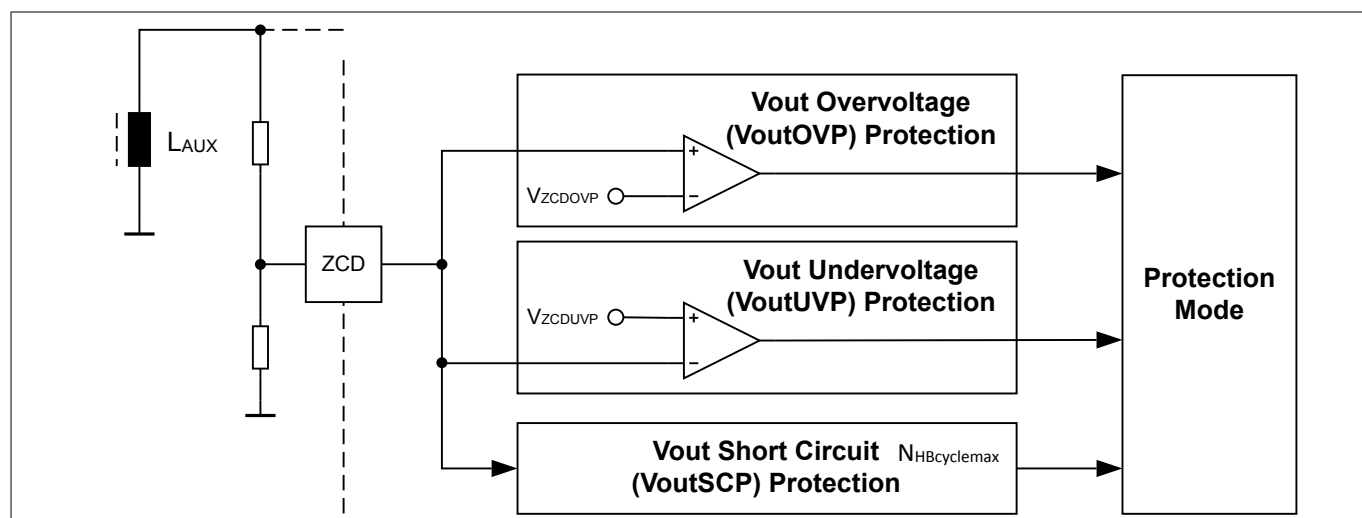 LAUX
ZCD
Vout Overvoltage
(VoutOVP) Protection
+
VZCDOVP
−
Vout Undervoltage
(VoutUVP) Protection
VZCDUVP
+
−
Vout Short Circuit NHBcyclemax
(VoutSCP) Protection
Protection
Mode